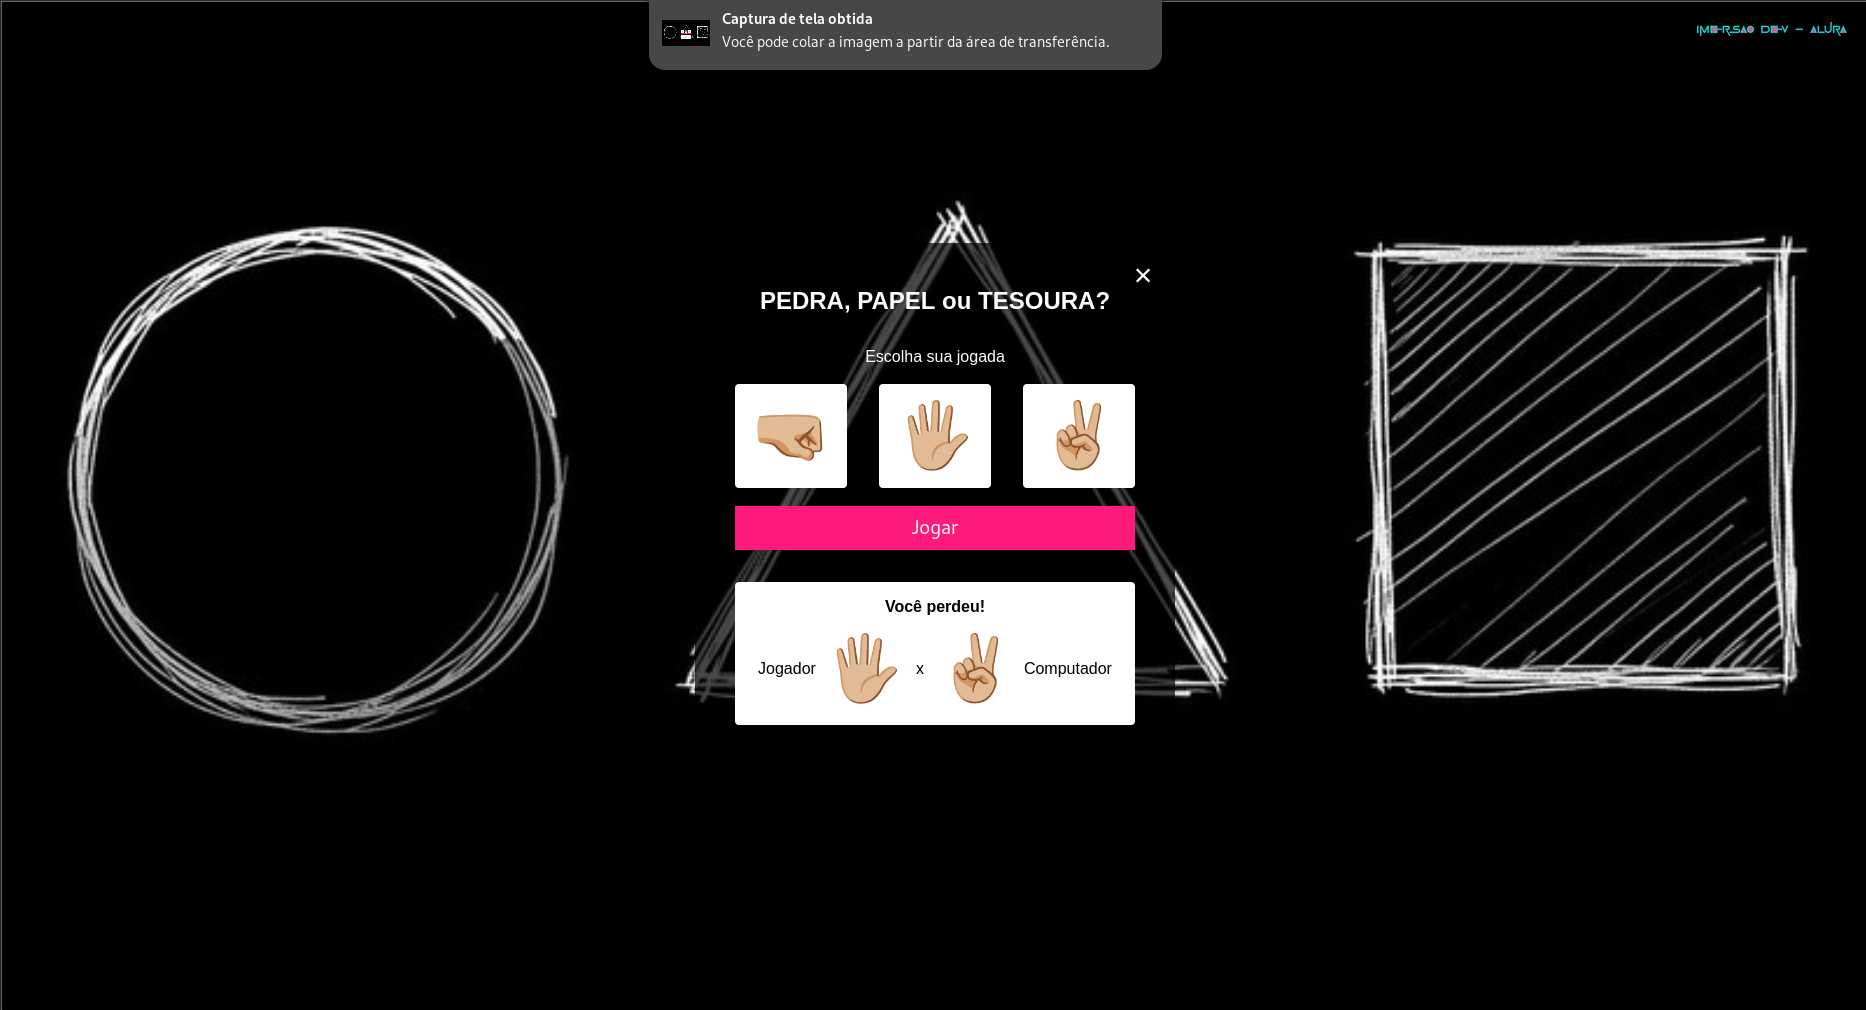 Captura de tela obtida
Você pode colar a imagem a partir da área de transferência.
IMERSAO DEV - ALURA
PEDRA, PAPEL ou TESOURA?
Escolha sua jogada
Jogar
Você perdeu!
Jogador x Computador